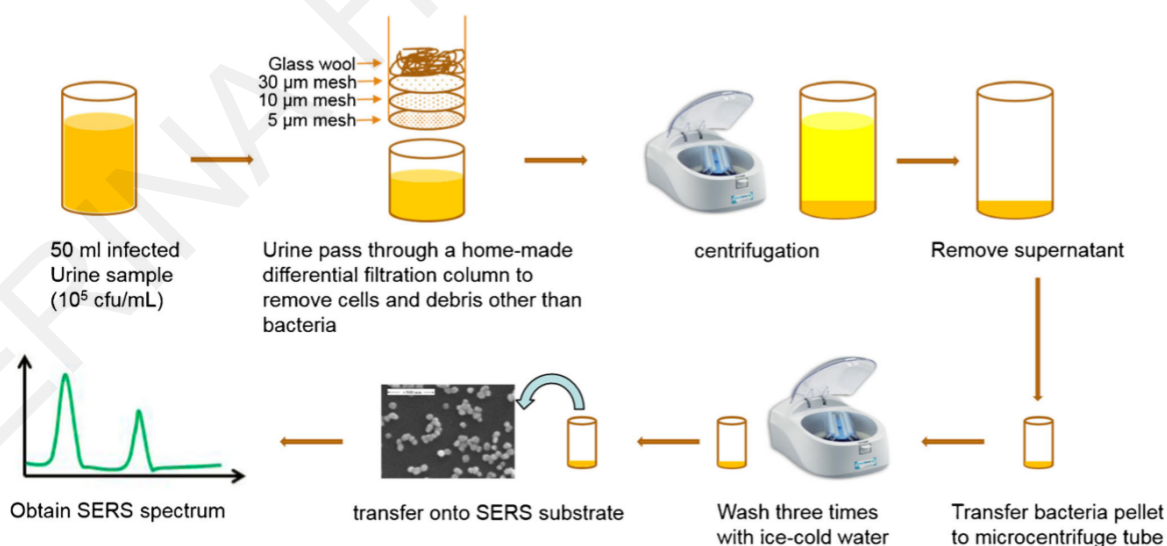 Glass wool
30 µm mesh
10 µm mesh
5 µm mesh
50 ml infected
Urine sample
(10⁵ cfu/mL)
Urine pass through a home-made
differential filtration column to
remove cells and debris other than
bacteria
centrifugation
Remove supernatant
Transfer bacteria pellet
to microcentrifuge tube
Wash three times
with ice-cold water
transfer onto SERS substrate
Obtain SERS spectrum